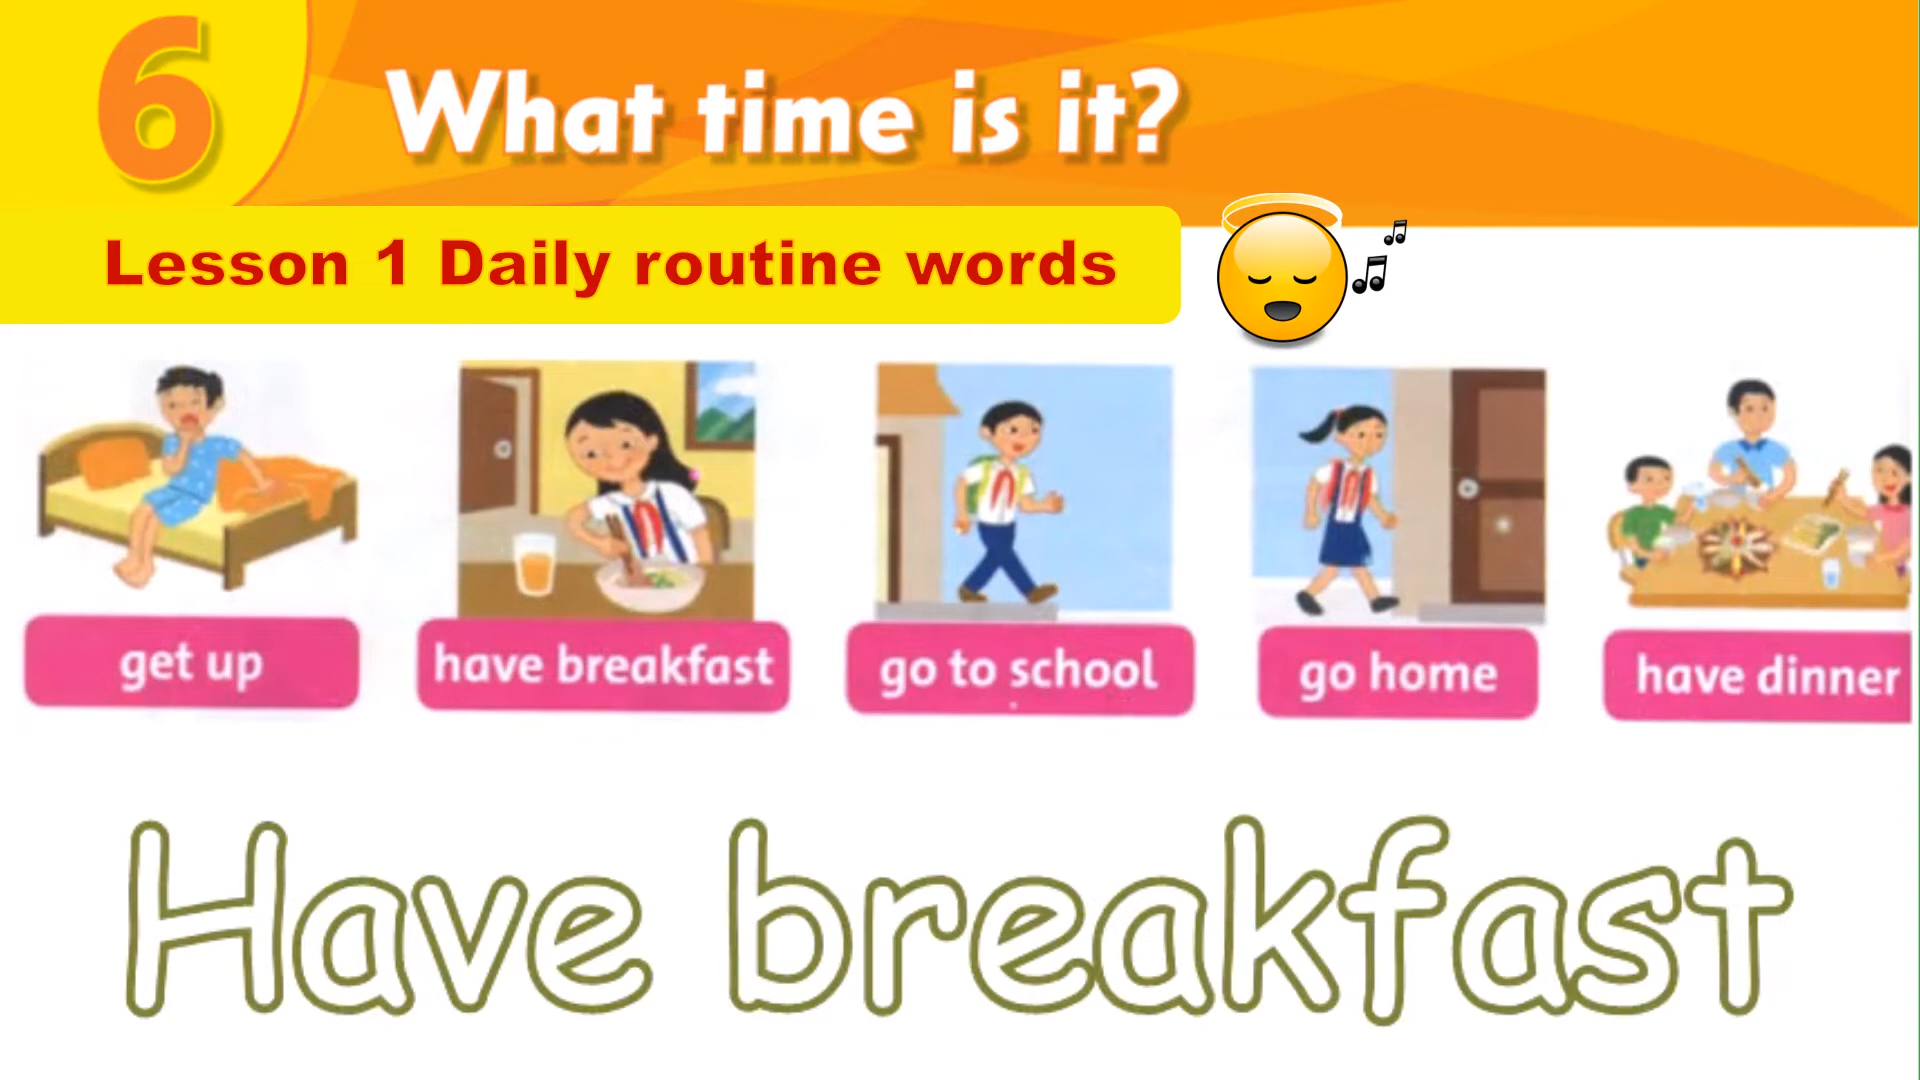 6
What time is it?
Lesson 1 Daily routine words
get up
have breakfast
go to school
go home
have dinner
Have breakfast